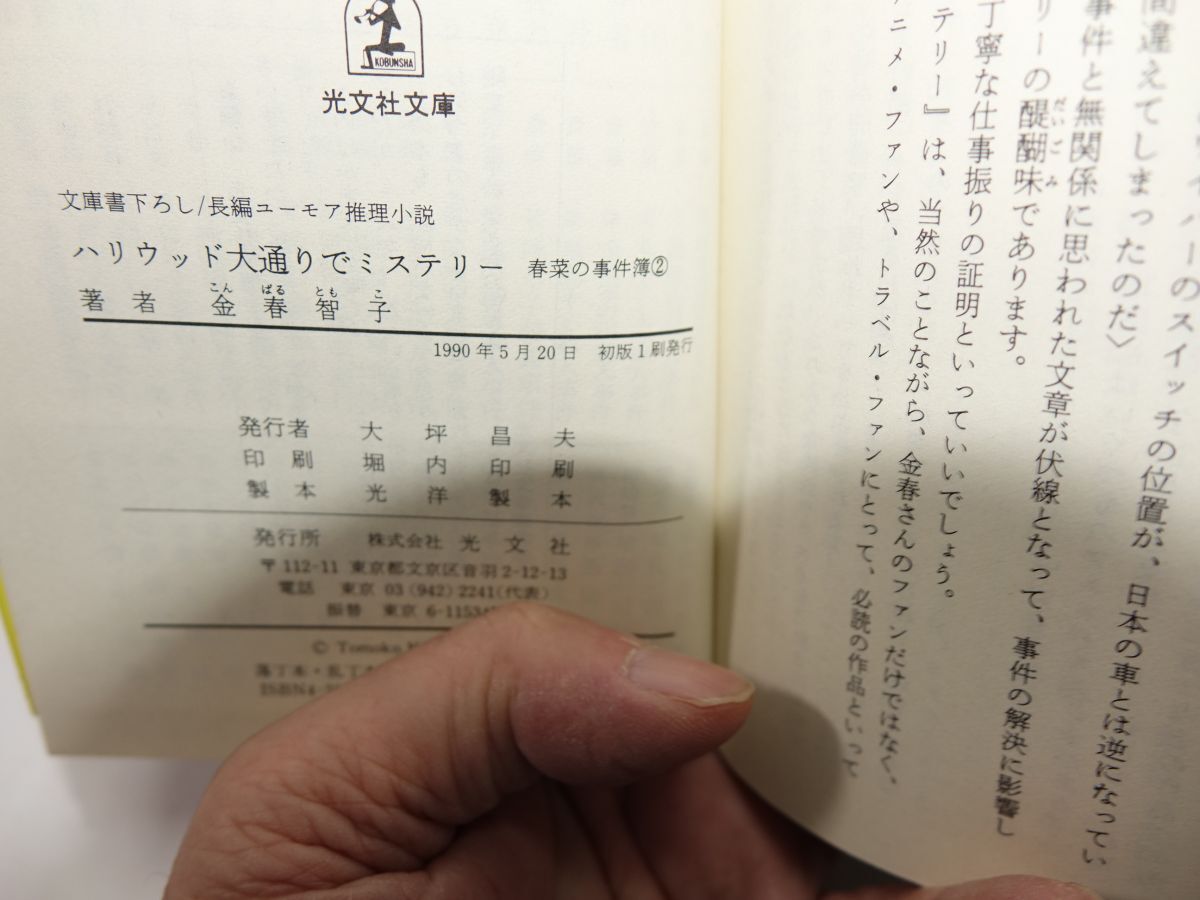 KOBUNSHA
光文社文庫
文庫書下ろし/長編ユーモア推理小説
ハリウッド大通りでミステリー 春菜の事件簿②
著者 金春智子
こん ぱる とも こ
1990年5月20日 初版1刷発行
発行者 大坪昌夫
印刷 堀内印刷
製本 光洋製本
発行所 株式会社 光文社
〒112-11 東京都文京区音羽2-12-13
電話 東京 03(942)2241(代表)
振替 東京 6-1153
© Tomoko
落丁本・乱丁
ISBN4-
ーのスイッチの位置が、日本の車とは逆になってい
間違えてしまったのだ〉
事件と無関係に思われた文章が伏線となって、事件の解決に影響し
リーの醍醐味であります。
だいごみ
丁寧な仕事振りの証明といっていいでしょう。
テリー』は、当然のことながら、金春さんのファンだけではなく、
ニメ・ファンや、トラベル・ファンにとって、必読の作品といって